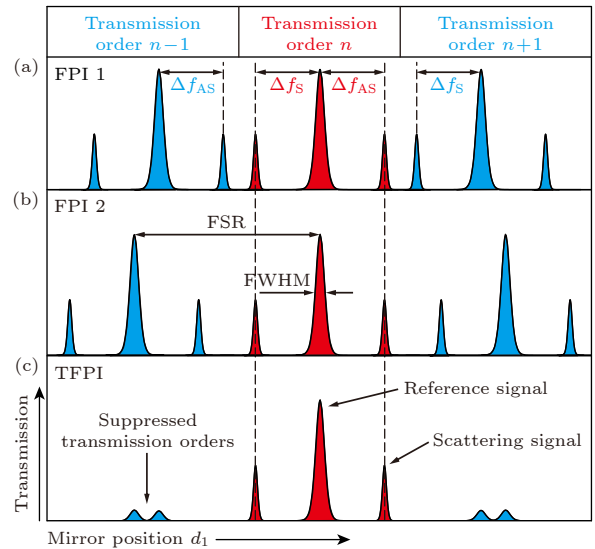 Transmission
order n−1
Transmission
order n
Transmission
order n+1
(a)
FPI 1
Δf_AS
Δf_S
Δf_AS
Δf_S
(b)
FPI 2
FSR
FWHM
(c)
TFPI
Reference signal
Suppressed
transmission orders
Scattering signal
Transmission
Mirror position d₁